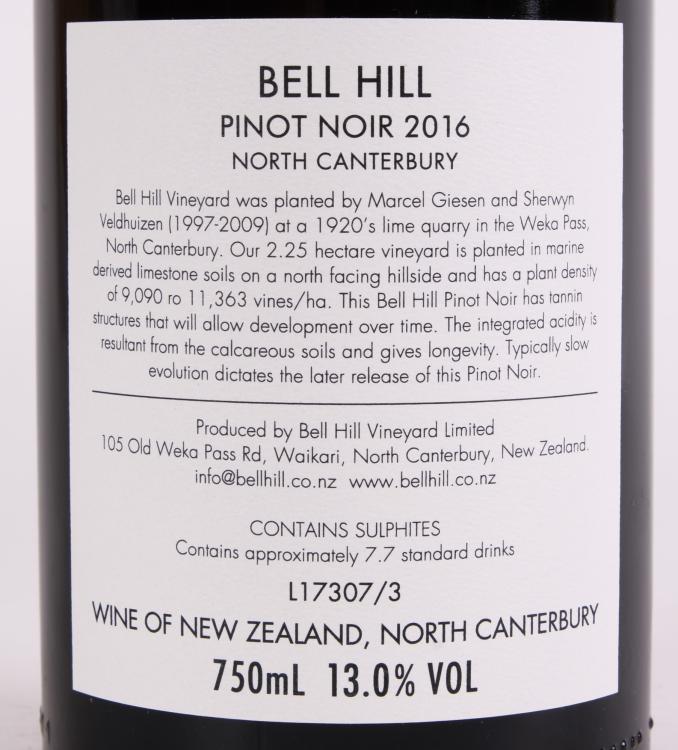 BELL HILL
PINOT NOIR 2016
NORTH CANTERBURY
Bell Hill Vineyard was planted by Marcel Giesen and Sherwyn
Veldhuizen (1997-2009) at a 1920's lime quarry in the Weka Pass,
North Canterbury. Our 2.25 hectare vineyard is planted in marine
derived limestone soils on a north facing hillside and has a plant density
of 9,090 ro 11,363 vines/ha. This Bell Hill Pinot Noir has tannin
structures that will allow development over time. The integrated acidity is
resultant from the calcareous soils and gives longevity. Typically slow
evolution dictates the later release of this Pinot Noir.
Produced by Bell Hill Vineyard Limited
105 Old Weka Pass Rd, Waikari, North Canterbury, New Zealand.
info@bellhill.co.nz www.bellhill.co.nz
CONTAINS SULPHITES
Contains approximately 7.7 standard drinks
L17307/3
WINE OF NEW ZEALAND, NORTH CANTERBURY
750mL 13.0% VOL